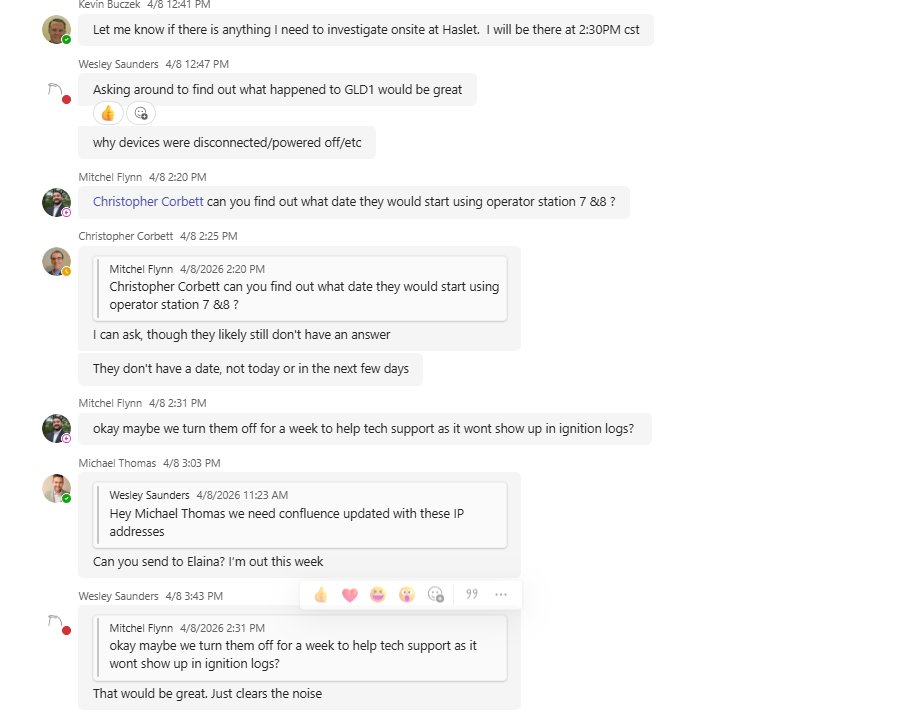 Kevin Buczek 4/8 12:41 PM
Let me know if there is anything I need to investigate onsite at Haslet. I will be there at 2:30PM cst
Wesley Saunders 4/8 12:47 PM
Asking around to find out what happened to GLD1 would be great
why devices were disconnected/powered off/etc
Mitchel Flynn 4/8 2:20 PM
Christopher Corbett can you find out what date they would start using operator station 7 &8 ?
Christopher Corbett 4/8 2:25 PM
Mitchel Flynn 4/8/2026 2:20 PM
Christopher Corbett can you find out what date they would start using
operator station 7 &8 ?
I can ask, though they likely still don't have an answer
They don't have a date, not today or in the next few days
Mitchel Flynn 4/8 2:31 PM
okay maybe we turn them off for a week to help tech support as it wont show up in ignition logs?
Michael Thomas 4/8 3:03 PM
Wesley Saunders 4/8/2026 11:23 AM
Hey Michael Thomas we need confluence updated with these IP
addresses
Can you send to Elaina? I'm out this week
Wesley Saunders 4/8 3:43 PM
Mitchel Flynn 4/8/2026 2:31 PM
okay maybe we turn them off for a week to help tech support as it
wont show up in ignition logs?
That would be great. Just clears the noise